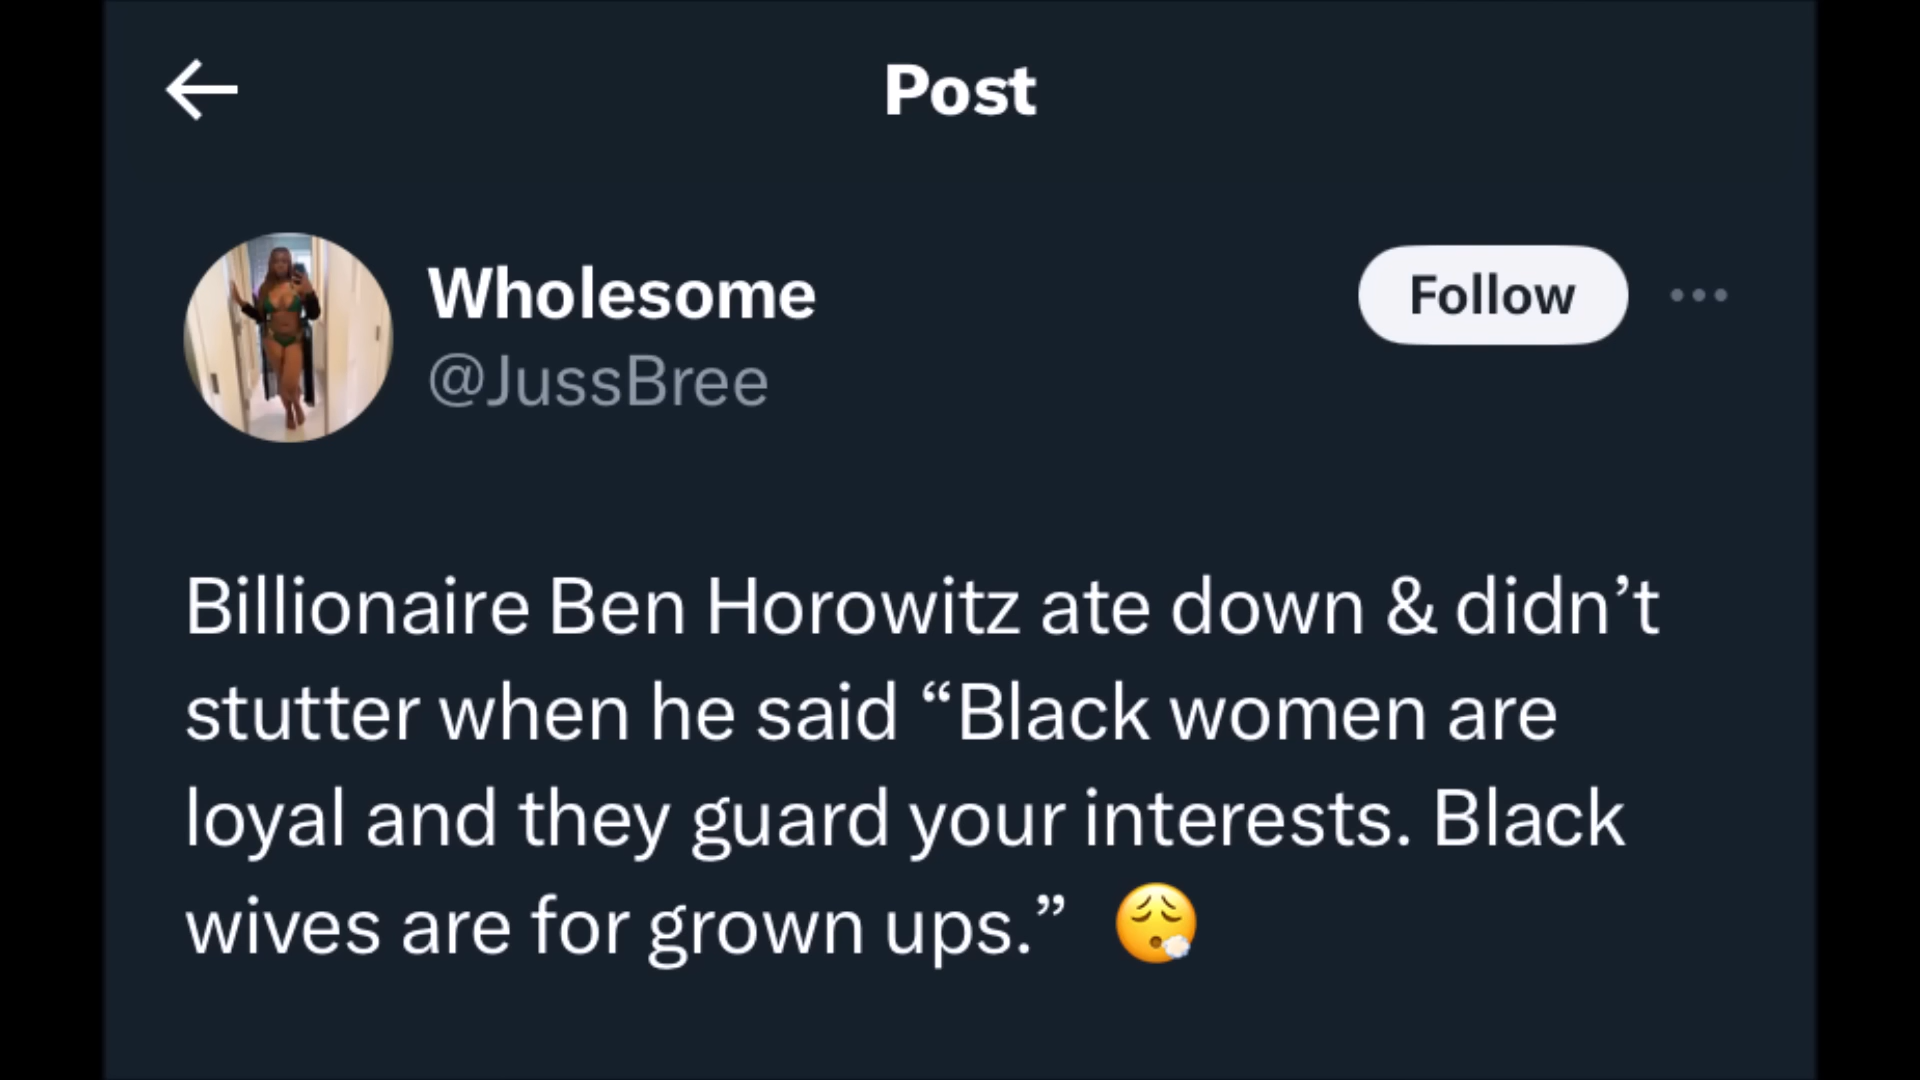 Post
Wholesome
@JussBree
Follow
Billionaire Ben Horowitz ate down & didn’t
stutter when he said “Black women are
loyal and they guard your interests. Black
wives are for grown ups.” 😮‍💨